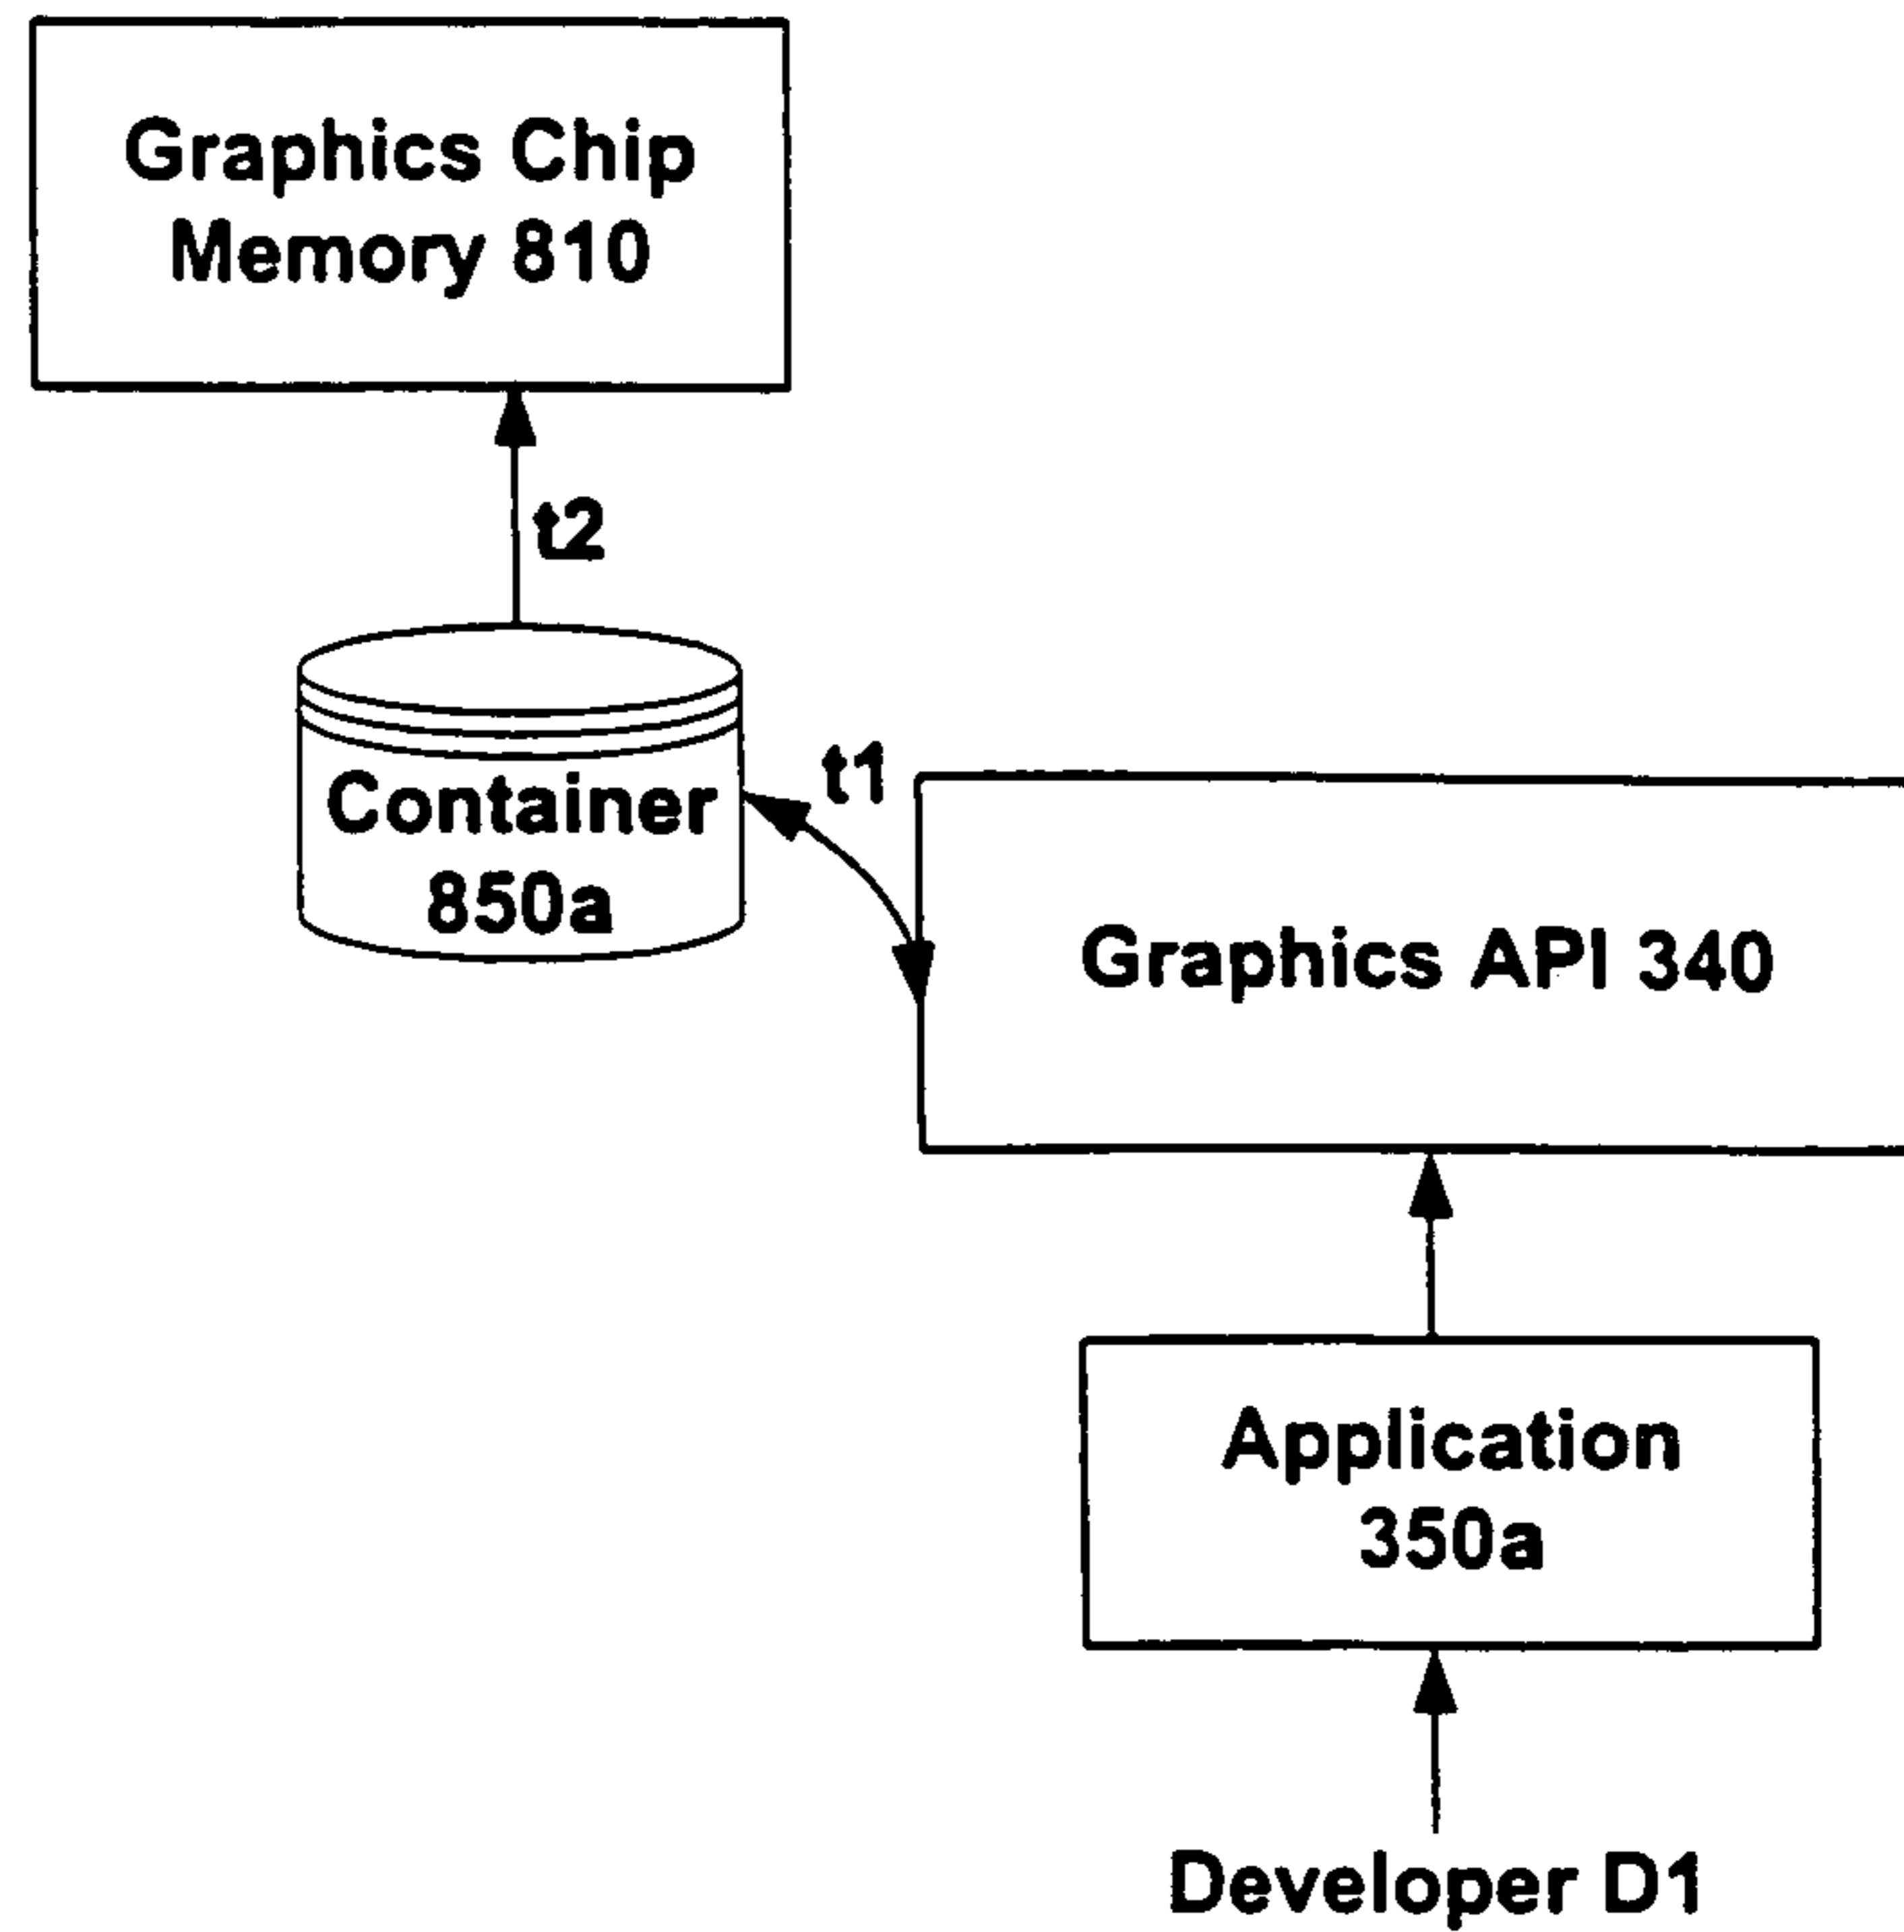 Graphics Chip
Memory 810
t2
Container
850a
t1
Graphics API 340
Application
350a
Developer D1